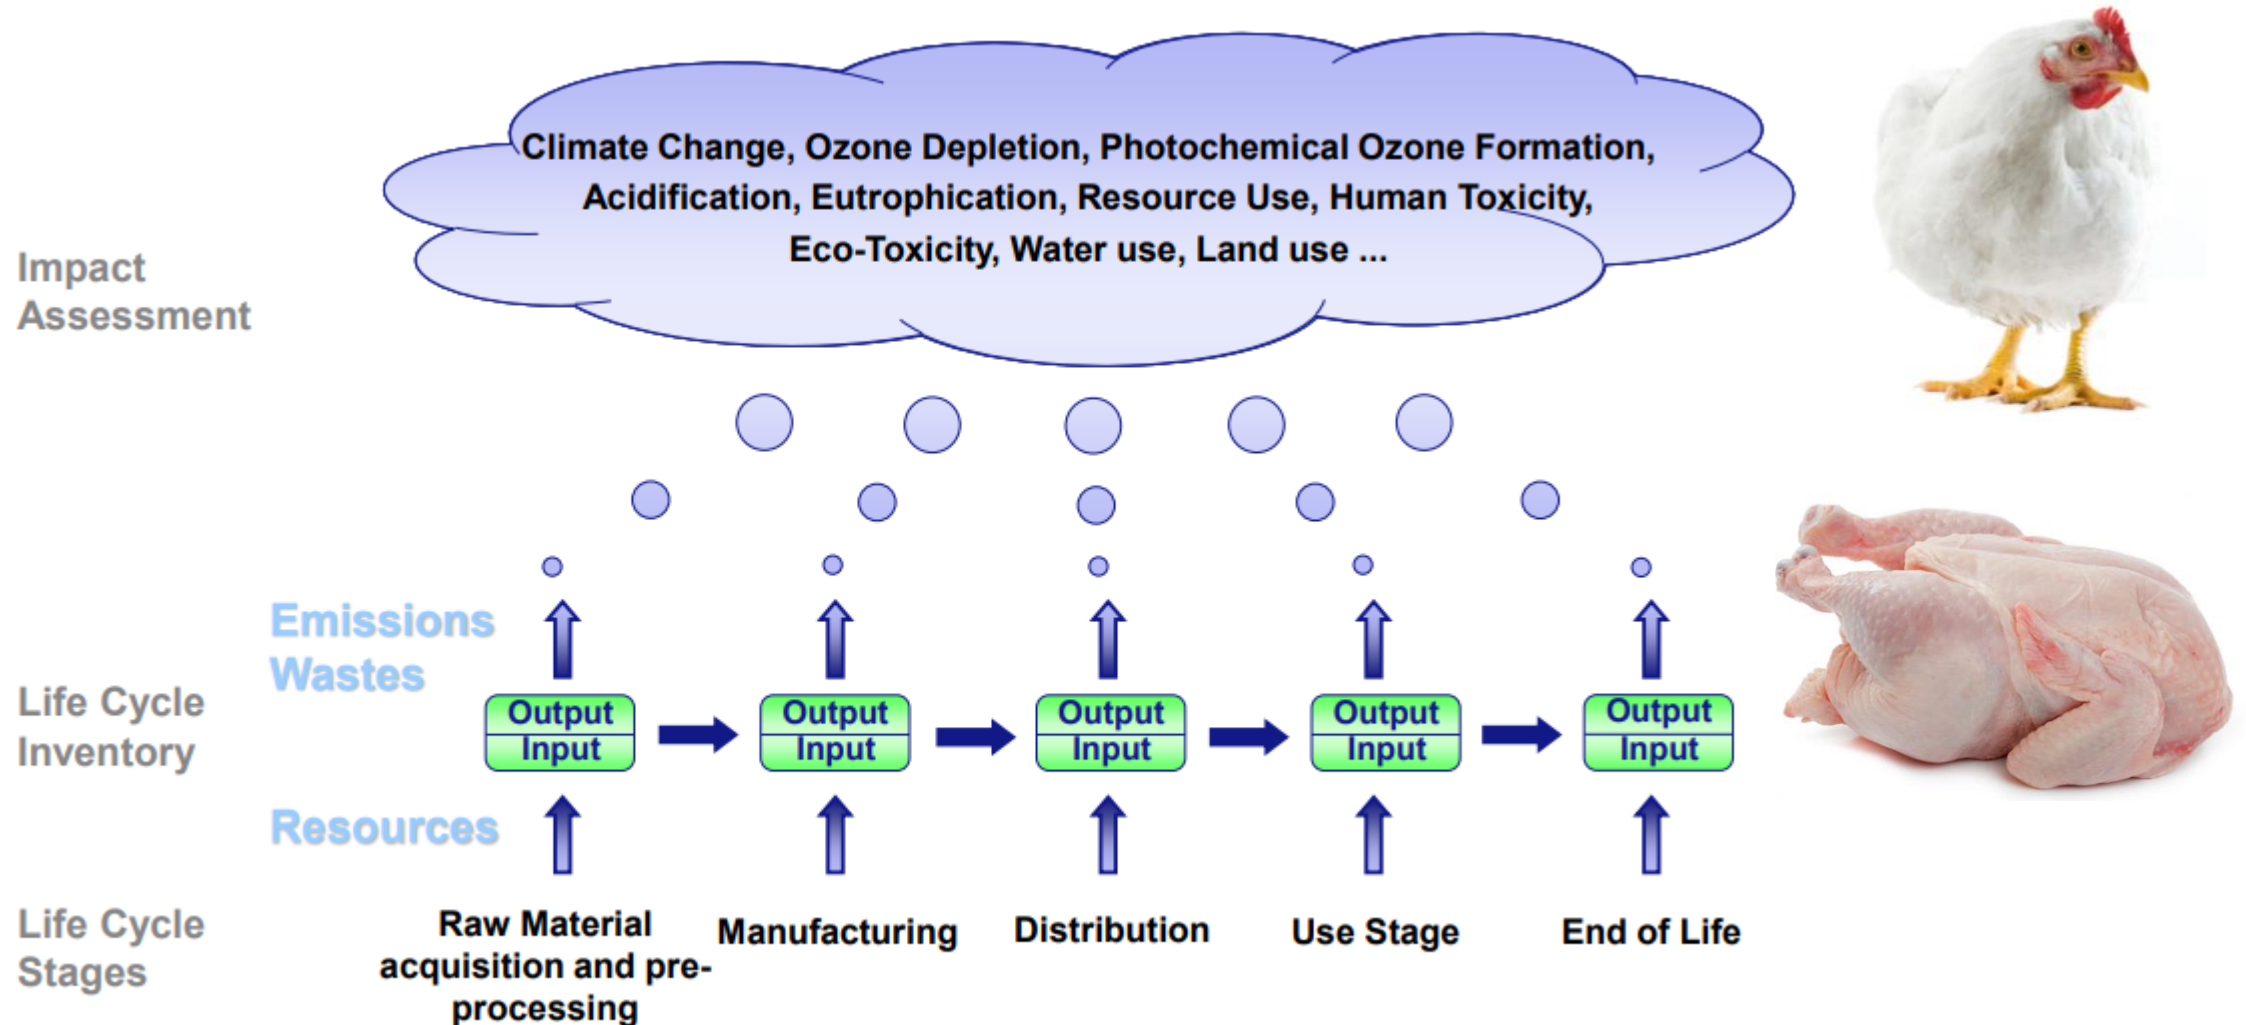 Climate Change, Ozone Depletion, Photochemical Ozone Formation,
Acidification, Eutrophication, Resource Use, Human Toxicity,
Eco-Toxicity, Water use, Land use ...
Impact
Assessment
Emissions
Wastes
Life Cycle
Inventory
Output
Input
Output
Input
Output
Input
Output
Input
Output
Input
Resources
Life Cycle
Stages
Raw Material
acquisition and pre-
processing
Manufacturing
Distribution
Use Stage
End of Life